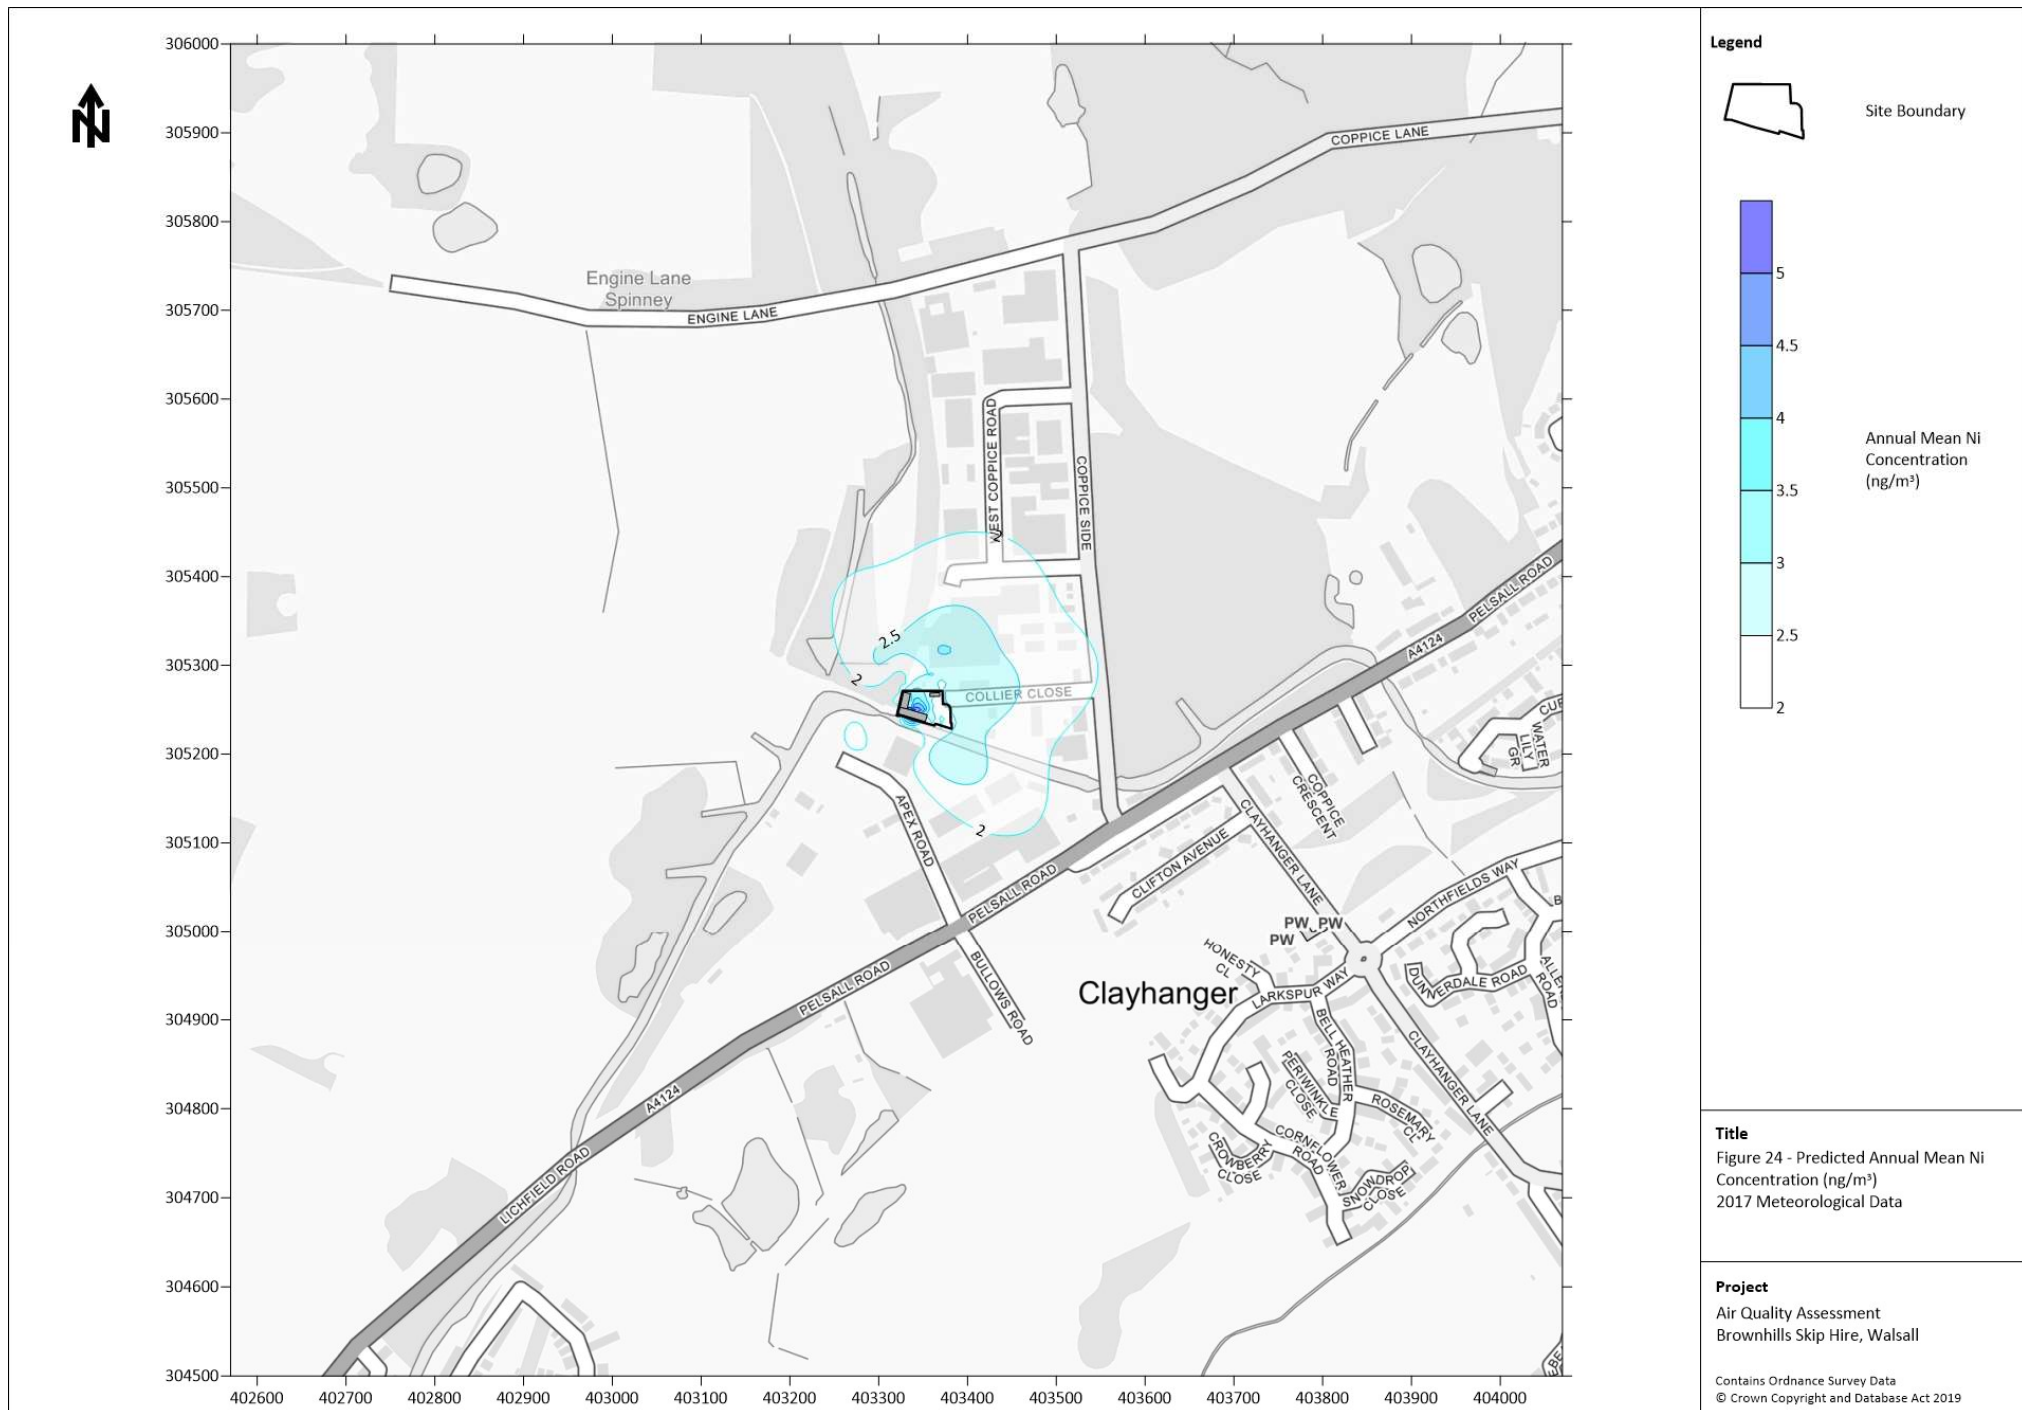 306000
305900
305800
305700
305600
305500
305400
305300
305200
305100
305000
304900
304800
304700
304600
304500
402600
402700
402800
402900
403000
403100
403200
403300
403400
403500
403600
403700
403800
403900
404000
N
COPPICE LANE
Engine Lane
Spinney
ENGINE LANE
WEST COPPICE ROAD
COPPICE SIDE
2
2.5
2
2
COLLIER CLOSE
PELSALL ROAD
A4124
CUR
WATER
LILY
GR
COPPICE
CRESCENT
CLAYHANGER LANE
CLIFTON AVENUE
APEX ROAD
PELSALL ROAD
NORTHFIELDS WAY
B
PW
PW
PW
HONESTY
CL
LARKSPUR WAY
DUNNERDALE ROAD
ROAD
Clayhanger
BULLOWS ROAD
PELSALL ROAD
BELL HEATHER
ROAD
PERIWINKLE
CLOSE
CLAYHANGER LANE
ROSEMARY
CL
A4124
CORNFLOWER
ROAD
CROWBERRY
CLOSE
SNOWDROP
CLOSE
LICHFIELD ROAD
Legend
Site Boundary
5
4.5
4
3.5
3
2.5
2
Annual Mean Ni
Concentration
(ng/m³)
Title
Figure 24 - Predicted Annual Mean Ni
Concentration (ng/m³)
2017 Meteorological Data
Project
Air Quality Assessment
Brownhills Skip Hire, Walsall
Contains Ordnance Survey Data
© Crown Copyright and Database Act 2019